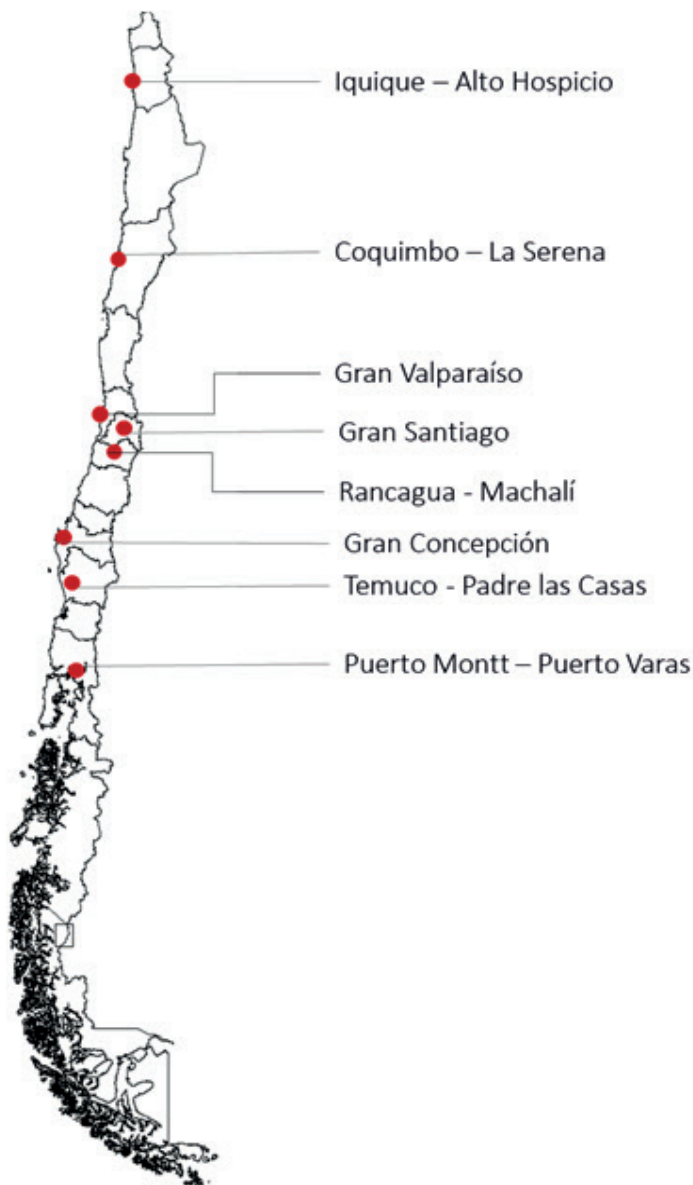 Iquique – Alto Hospicio
Coquimbo – La Serena
Gran Valparaíso
Gran Santiago
Rancagua - Machalí
Gran Concepción
Temuco - Padre las Casas
Puerto Montt – Puerto Varas